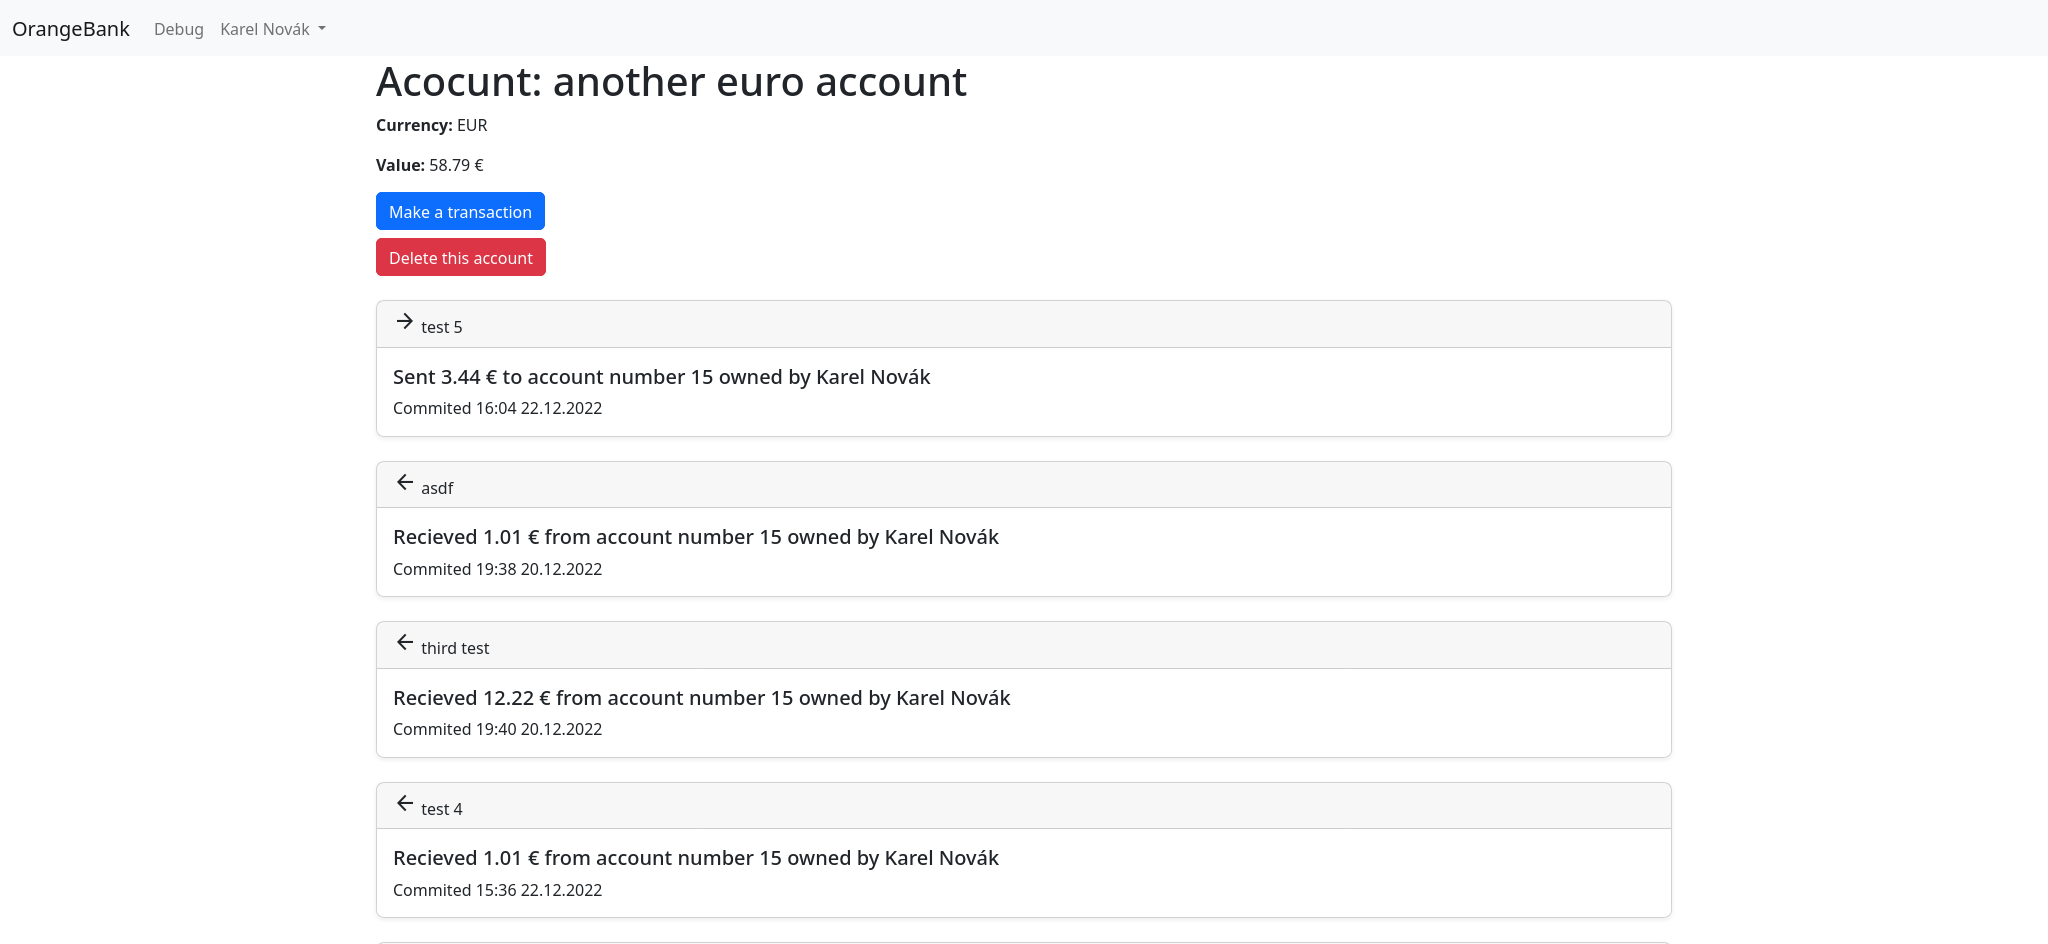 OrangeBank Debug Karel Novák
Acocunt: another euro account
Currency: EUR
Value: 58.79 €
Make a transaction
Delete this account
test 5
Sent 3.44 € to account number 15 owned by Karel Novák
Commited 16:04 22.12.2022
asdf
Recieved 1.01 € from account number 15 owned by Karel Novák
Commited 19:38 20.12.2022
third test
Recieved 12.22 € from account number 15 owned by Karel Novák
Commited 19:40 20.12.2022
test 4
Recieved 1.01 € from account number 15 owned by Karel Novák
Commited 15:36 22.12.2022